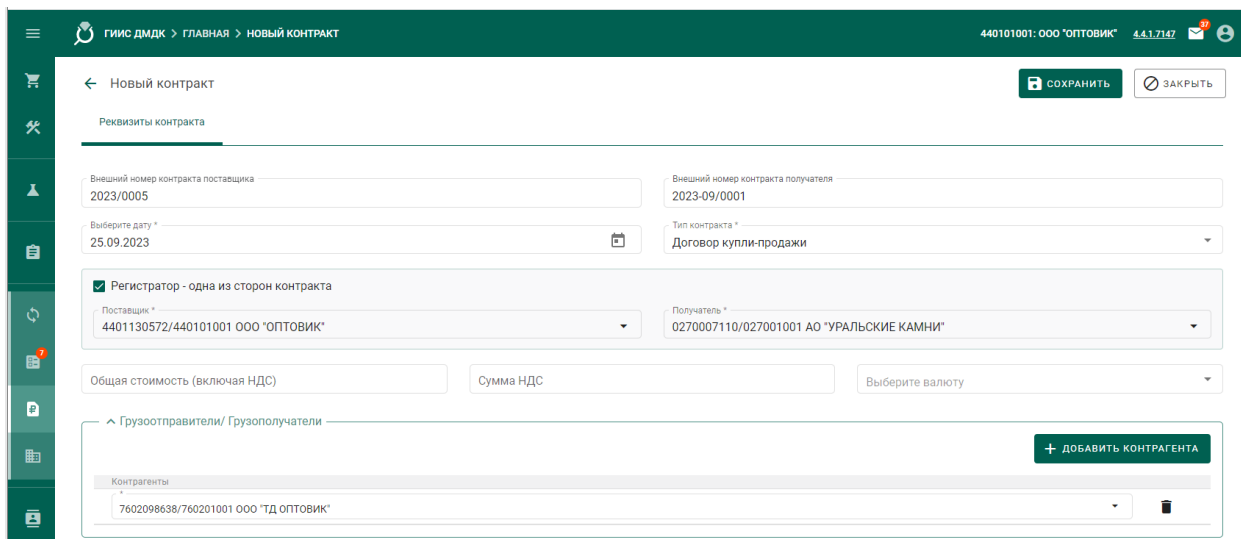 ГИИС ДМДК > ГЛАВНАЯ > НОВЫЙ КОНТРАКТ
440101001: ООО "ОПТОВИК" 4.4.1.7147 37
Новый контракт
СОХРАНИТЬ ЗАКРЫТЬ
Реквизиты контракта
Внешний номер контракта поставщика Внешний номер контракта получателя
2023/0005 2023-09/0001
Выберите дату * Тип контракта *
25.09.2023 Договор купли-продажи
Регистратор - одна из сторон контракта
Поставщик * Получатель *
4401130572/440101001 ООО "ОПТОВИК" 0270007110/027001001 АО "УРАЛЬСКИЕ КАМНИ"
7
Общая стоимость (включая НДС) Сумма НДС Выберите валюту
Грузоотправители/ Грузополучатели
+ ДОБАВИТЬ КОНТРАГЕНТА
Контрагенты
*
7602098638/760201001 ООО "ТД ОПТОВИК"